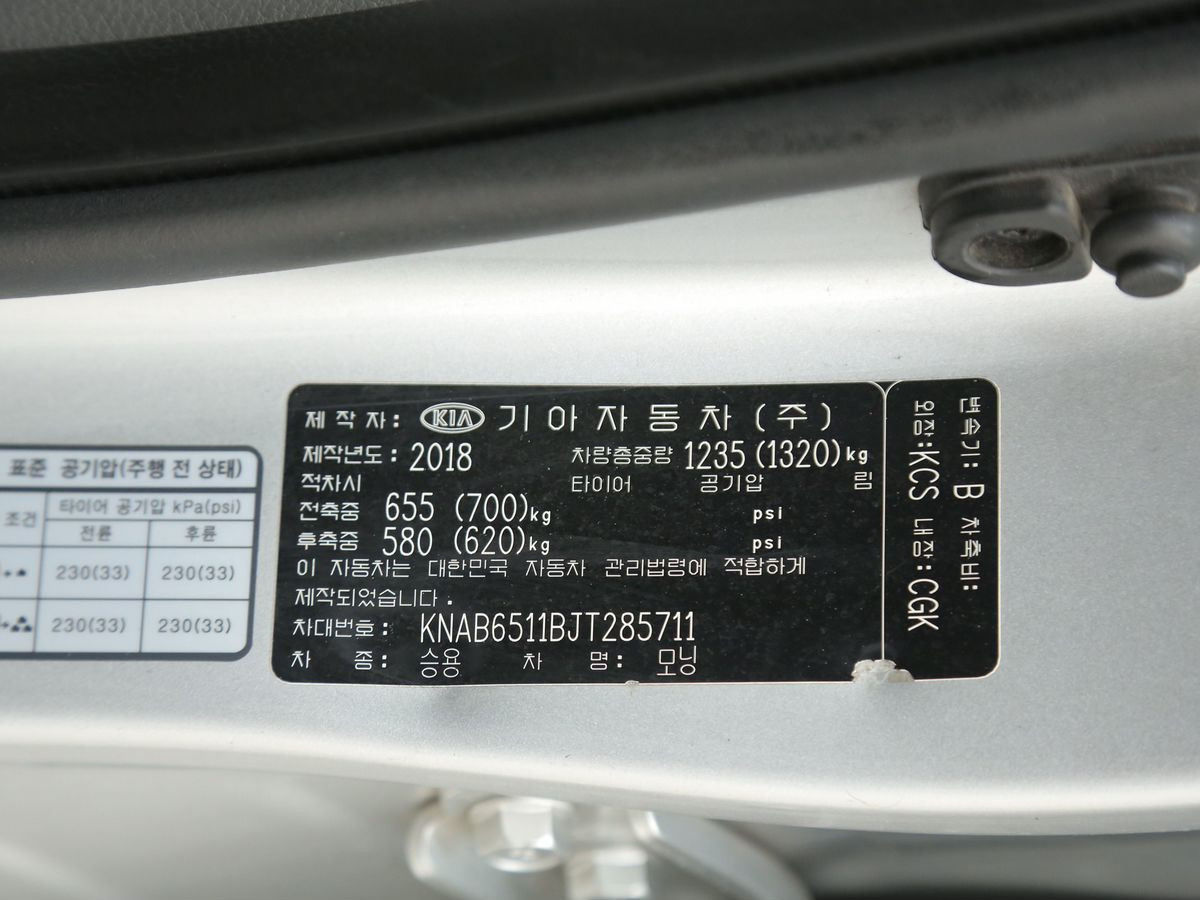 표준 공기압(주행 전 상태)
조건 타이어 공기압 kPa(psi)
전륜 후륜
230(33) 230(33)
230(33) 230(33)
제작자: KIA 기아자동차(주)
제작년도: 2018 차량총중량 1235 (1320)kg
적차시 타이어 공기압 림
전축중 655 (700)kg psi
후축중 580 (620)kg psi
이 자동차는 대한민국 자동차 관리법령에 적합하게
제작되었습니다.
차대번호: KNAB6511BJT285711
차 종: 승용 차 명: 모닝
변속기: B 차축비:
외장:KCS 내장:CGK